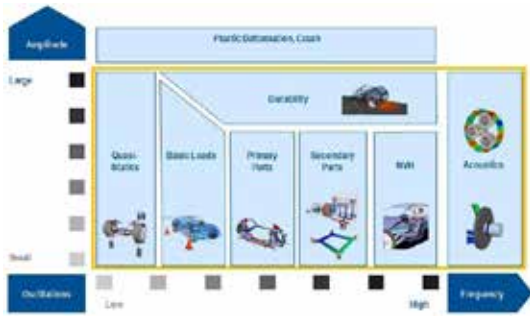 Amplitude
Plastic Deformation, Crash
Large
Durability
Quasi-
Statics
Basic Loads
Primary
Parts
Secondary
Parts
NVH
Acoustics
Small
Oscillations
Low
High
Frequency